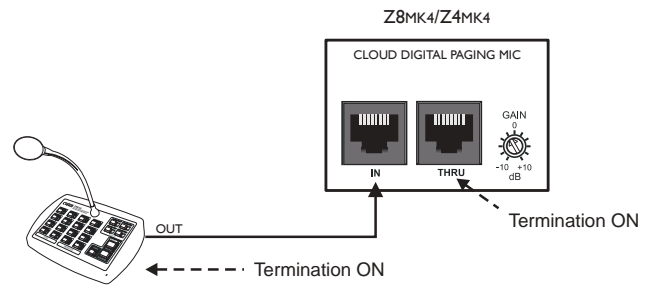 Z8MK4/Z4MK4
CLOUD DIGITAL PAGING MIC
GAIN
0
-10 +10
dB
IN
THRU
Termination ON
OUT
Termination ON